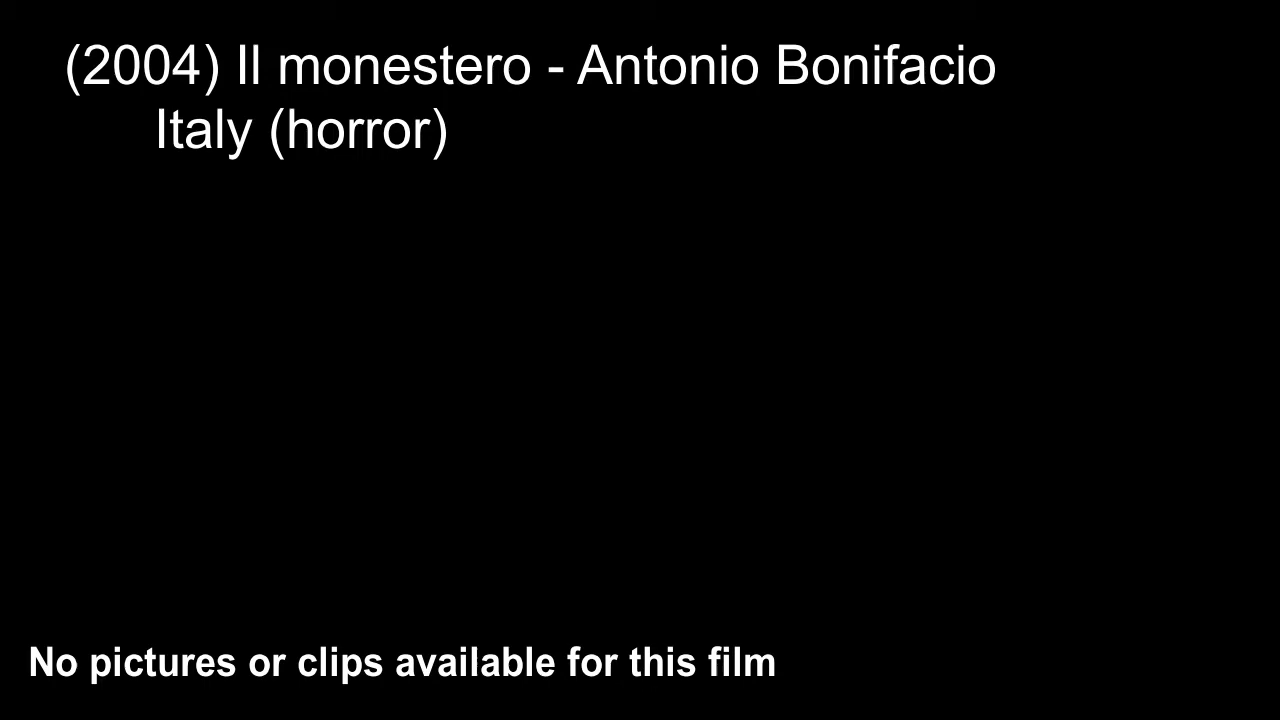 (2004) Il monestero - Antonio Bonifacio
Italy (horror)
No pictures or clips available for this film